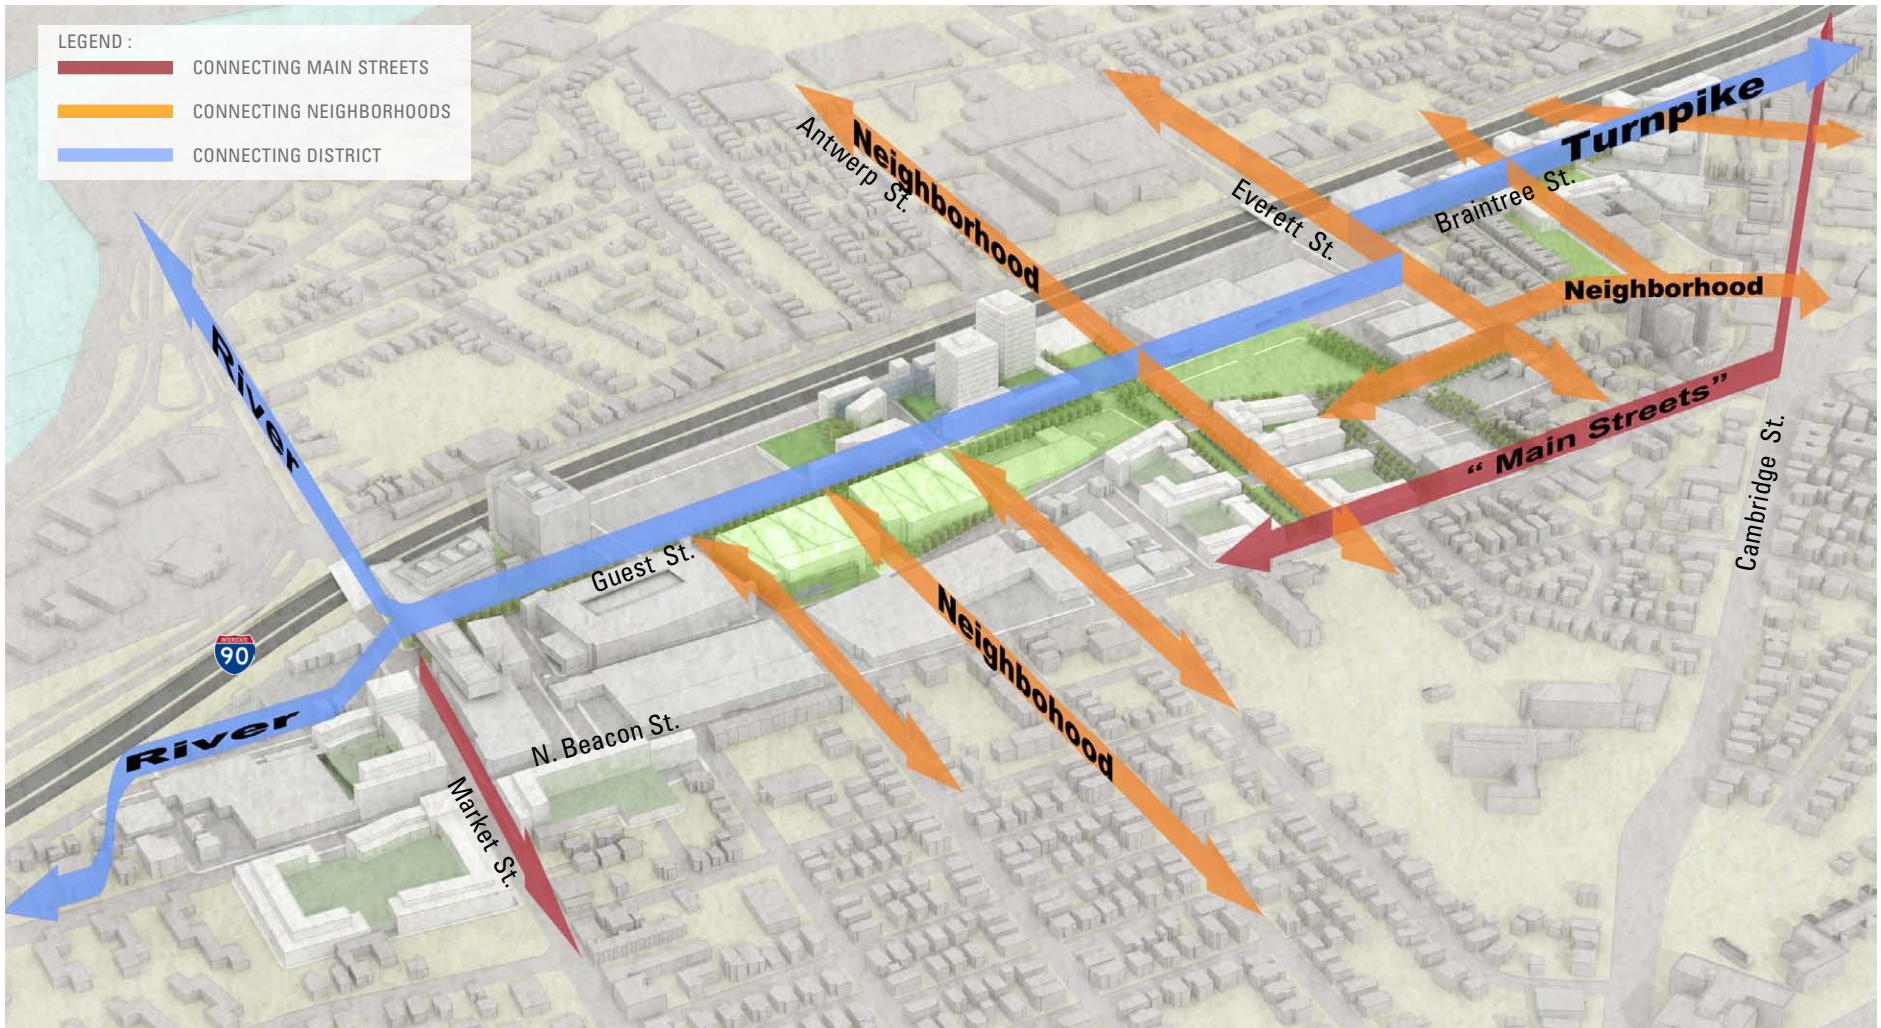 LEGEND :
CONNECTING MAIN STREETS
CONNECTING NEIGHBORHOODS
CONNECTING DISTRICT
Turnpike
Neighborhood
Antwerp St.
Everett St.
Braintree St.
Neighborhood
River
“ Main Streets”
Cambridge St.
Guest St.
Neighbohood
INTERSTATE
90
River
N. Beacon St.
Market St.